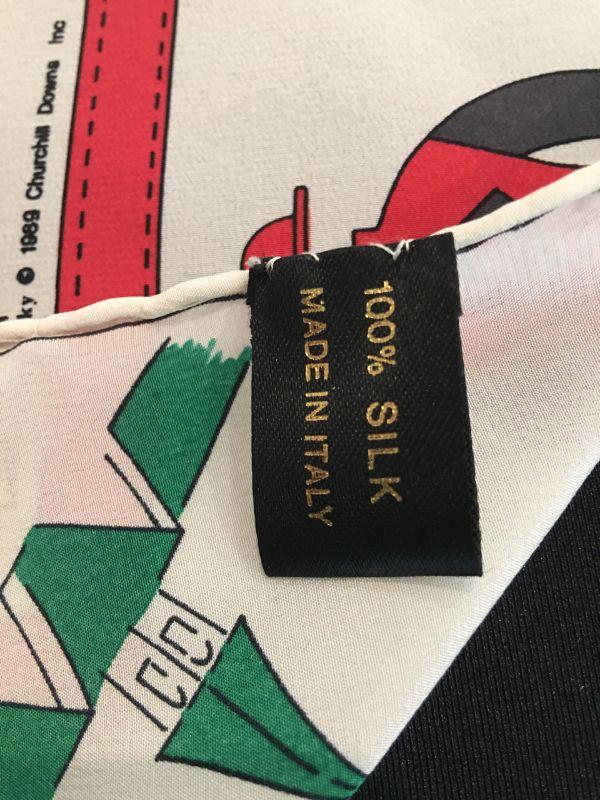 ky © 1989 Churchill Downs Inc
100% SILK
MADE IN ITALY